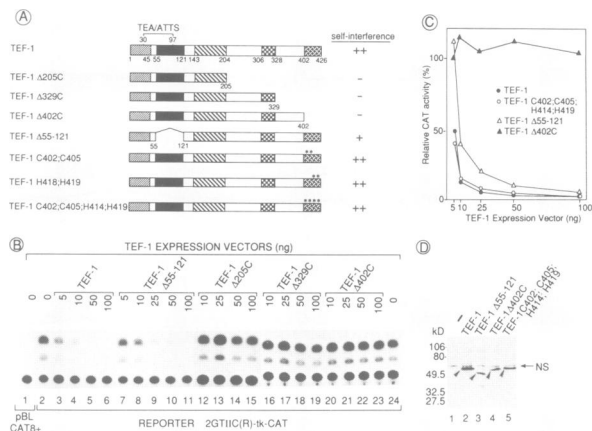 A
TEA/ATTS
30 97
self-interference
TEF-1 ++
1 45 55 121 143 204 306 328 402 426
TEF-1 Δ205C -
205
TEF-1 Δ329C -
329
TEF-1 Δ402C -
402
TEF-1 Δ55-121 +
55 121
**
TEF-1 C402;C405 ++
**
TEF-1 H418;H419 ++
****
TEF-1 C402;C405;H414;H419 ++
B
TEF-1 EXPRESSION VECTORS (ng)
TEF-1
TEF-1 Δ55-121
TEF-1 Δ205C
TEF-1 Δ329C
TEF-1 Δ402C
0 0 5 10 50 100 5 10 50 100 10 25 50 100 10 25 50 100 10 25 50 100 0
1 2 3 4 5 6 7 8 9 10 11 12 13 14 15 16 17 18 19 20 21 22 23 24
pBL CAT8+
REPORTER 2GTIIC(R)-tk-CAT
C
Relative CAT activity (%)
100
50
0
TEF-1
TEF-1 C402;C405; H414;H419
TEF-1 Δ55-121
TEF-1 Δ402C
5 10 25 50 100
TEF-1 Expression Vector (ng)
D
–
TEF-1
TEF-1 Δ55-121
TEF-1 Δ402C
TEF-1 C402; C405; H414; H419
kD
106
80
49.5
32.5
27.5
NS
1 2 3 4 5